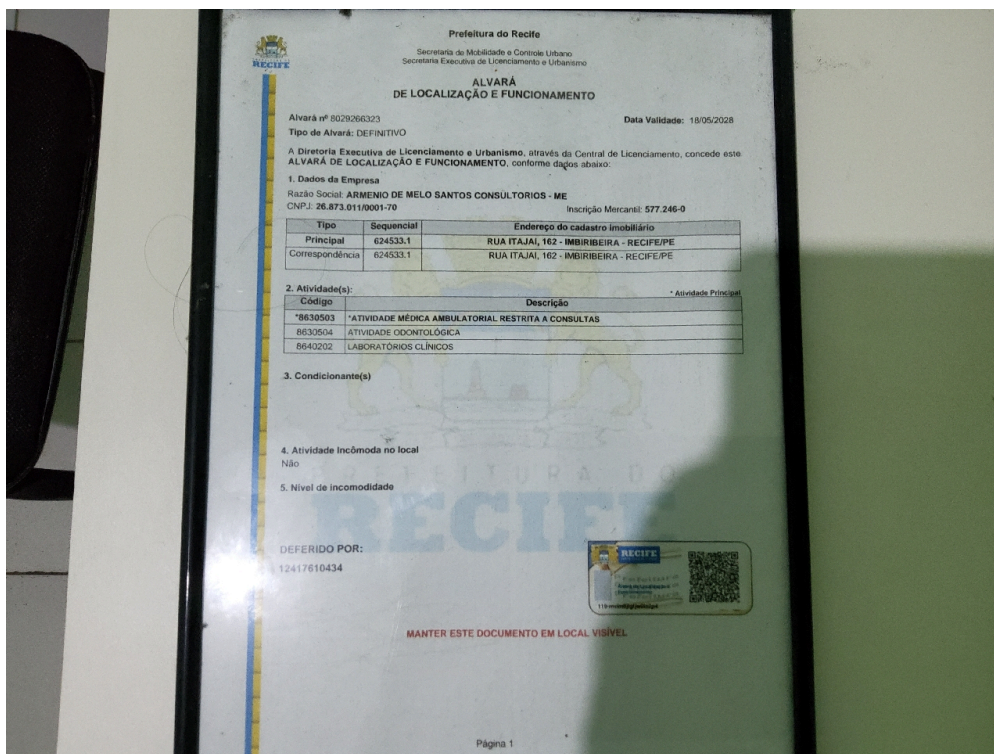 Prefeitura do Recife
Secretaria de Mobilidade e Controle Urbano
Secretaria Executiva de Licenciamento e Urbanismo
RECIFE
ALVARÁ
DE LOCALIZAÇÃO E FUNCIONAMENTO
Alvará nº 8029266323 Data Validade: 18/05/2028
Tipo de Alvará: DEFINITIVO
A Diretoria Executiva de Licenciamento e Urbanismo, através da Central de Licenciamento, concede este
ALVARÁ DE LOCALIZAÇÃO E FUNCIONAMENTO, conforme dados abaixo:
1. Dados da Empresa
Razão Social: ARMENIO DE MELO SANTOS CONSULTORIOS - ME
CNPJ: 26.873.011/0001-70 Inscrição Mercantil: 577.246-0
Tipo Sequencial Endereço do cadastro imobiliário
Principal 624533.1 RUA ITAJAI, 162 - IMBIRIBEIRA - RECIFE/PE
Correspondência 624533.1 RUA ITAJAI, 162 - IMBIRIBEIRA - RECIFE/PE
2. Atividade(s): * Atividade Principal
Código Descrição
*8630503 *ATIVIDADE MÉDICA AMBULATORIAL RESTRITA A CONSULTAS
8630504 ATIVIDADE ODONTOLÓGICA
8640202 LABORATÓRIOS CLÍNICOS
3. Condicionante(s)
4. Atividade Incômoda no local
Não
5. Nível de incomodidade
PREFEITURA DO
RECIFE
DEFERIDO POR:
12417610434
RECIFE
MANTER ESTE DOCUMENTO EM LOCAL VISÍVEL
Página 1